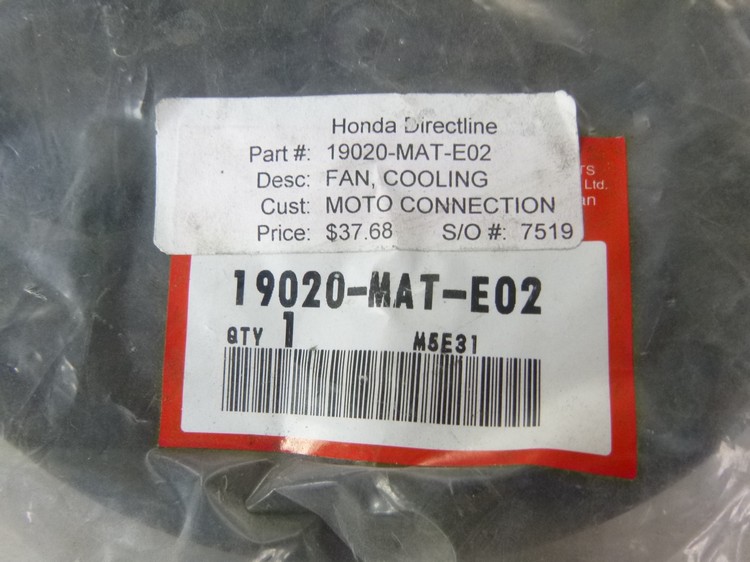 Honda Directline
Part #: 19020-MAT-E02
Desc: FAN, COOLING
Cust: MOTO CONNECTION
Price: $37.68 S/O #: 7519
Ltd.
19020-MAT-E02
QTY 1 M5E31